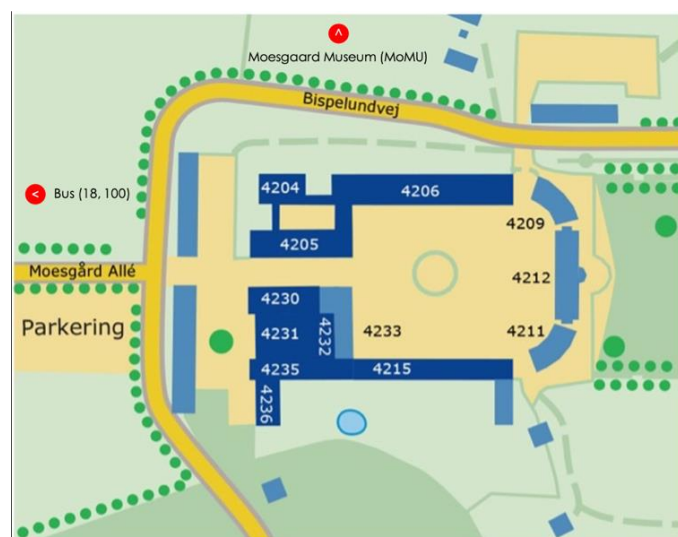 Moesgaard Museum (MoMU)
Bispelundvej
< Bus (18, 100)
4204
4206
4209
4205
Moesgård Allé
4212
4230
Parkering
4231
4232
4233
4211
4235
4215
4236